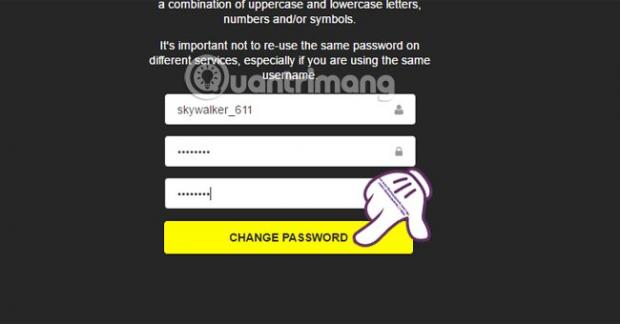 a combination of uppercase and lowercase letters,
numbers and/or symbols.
It's important not to re-use the same password on
different services, especially if you are using the same
username.
Quantrimang
skywalker_611
••••••••
••••••••
CHANGE PASSWORD